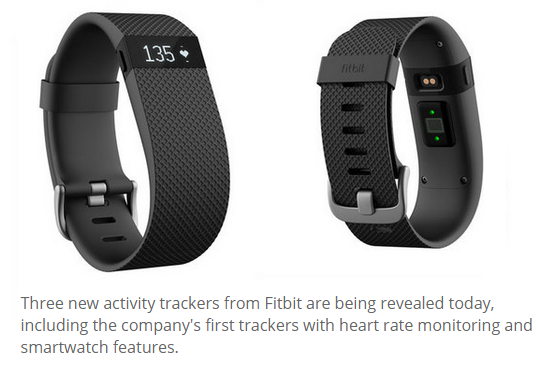 135
fitbit
Three new activity trackers from Fitbit are being revealed today,
including the company's first trackers with heart rate monitoring and
smartwatch features.